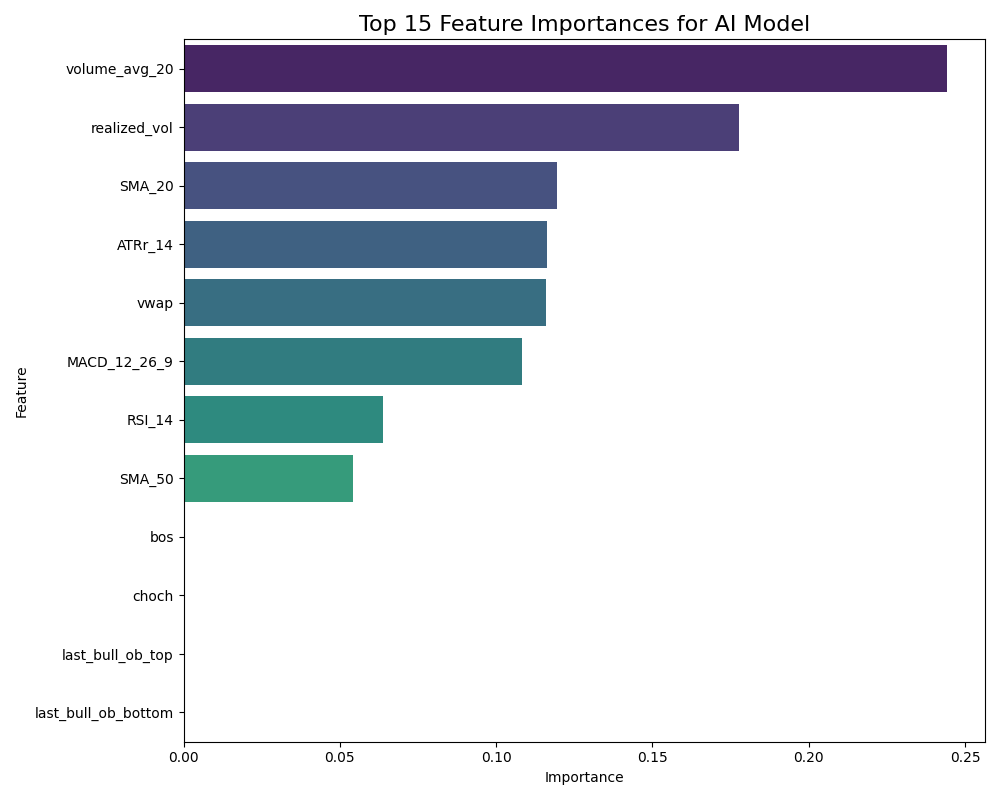 Top 15 Feature Importances for AI Model
volume_avg_20
realized_vol
SMA_20
ATRr_14
vwap
MACD_12_26_9
RSI_14
SMA_50
bos
choch
last_bull_ob_top
last_bull_ob_bottom
Feature
0.00 0.05 0.10 0.15 0.20 0.25
Importance